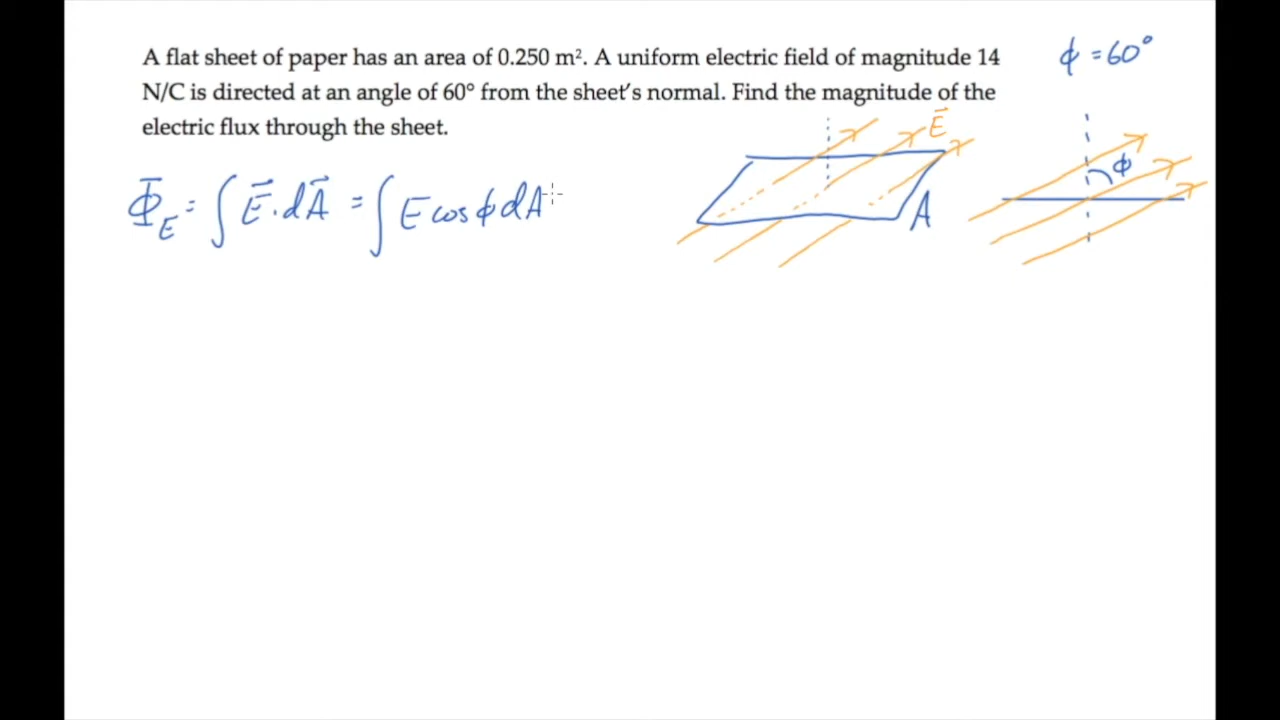 A flat sheet of paper has an area of 0.250 m². A uniform electric field of magnitude 14
N/C is directed at an angle of 60° from the sheet's normal. Find the magnitude of the
electric flux through the sheet.
ϕ = 60°
E⃗
ϕ
A
Φ_E = ∫ E⃗ · dA⃗ = ∫ E cos ϕ dA